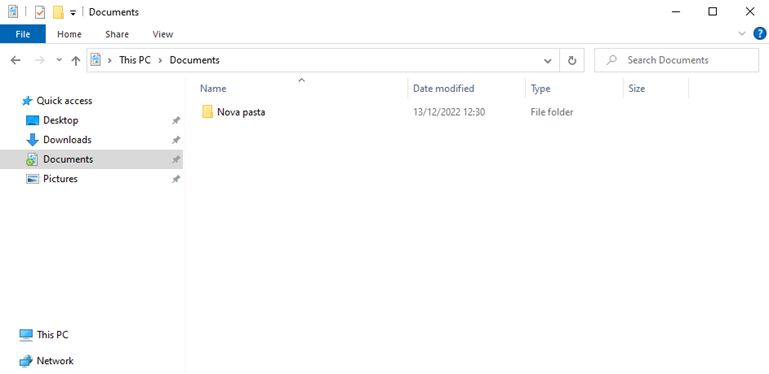 Documents
File Home Share View
This PC Documents
Search Documents
Name Date modified Type Size
Nova pasta 13/12/2022 12:30 File folder
Quick access
Desktop
Downloads
Documents
Pictures
This PC
Network